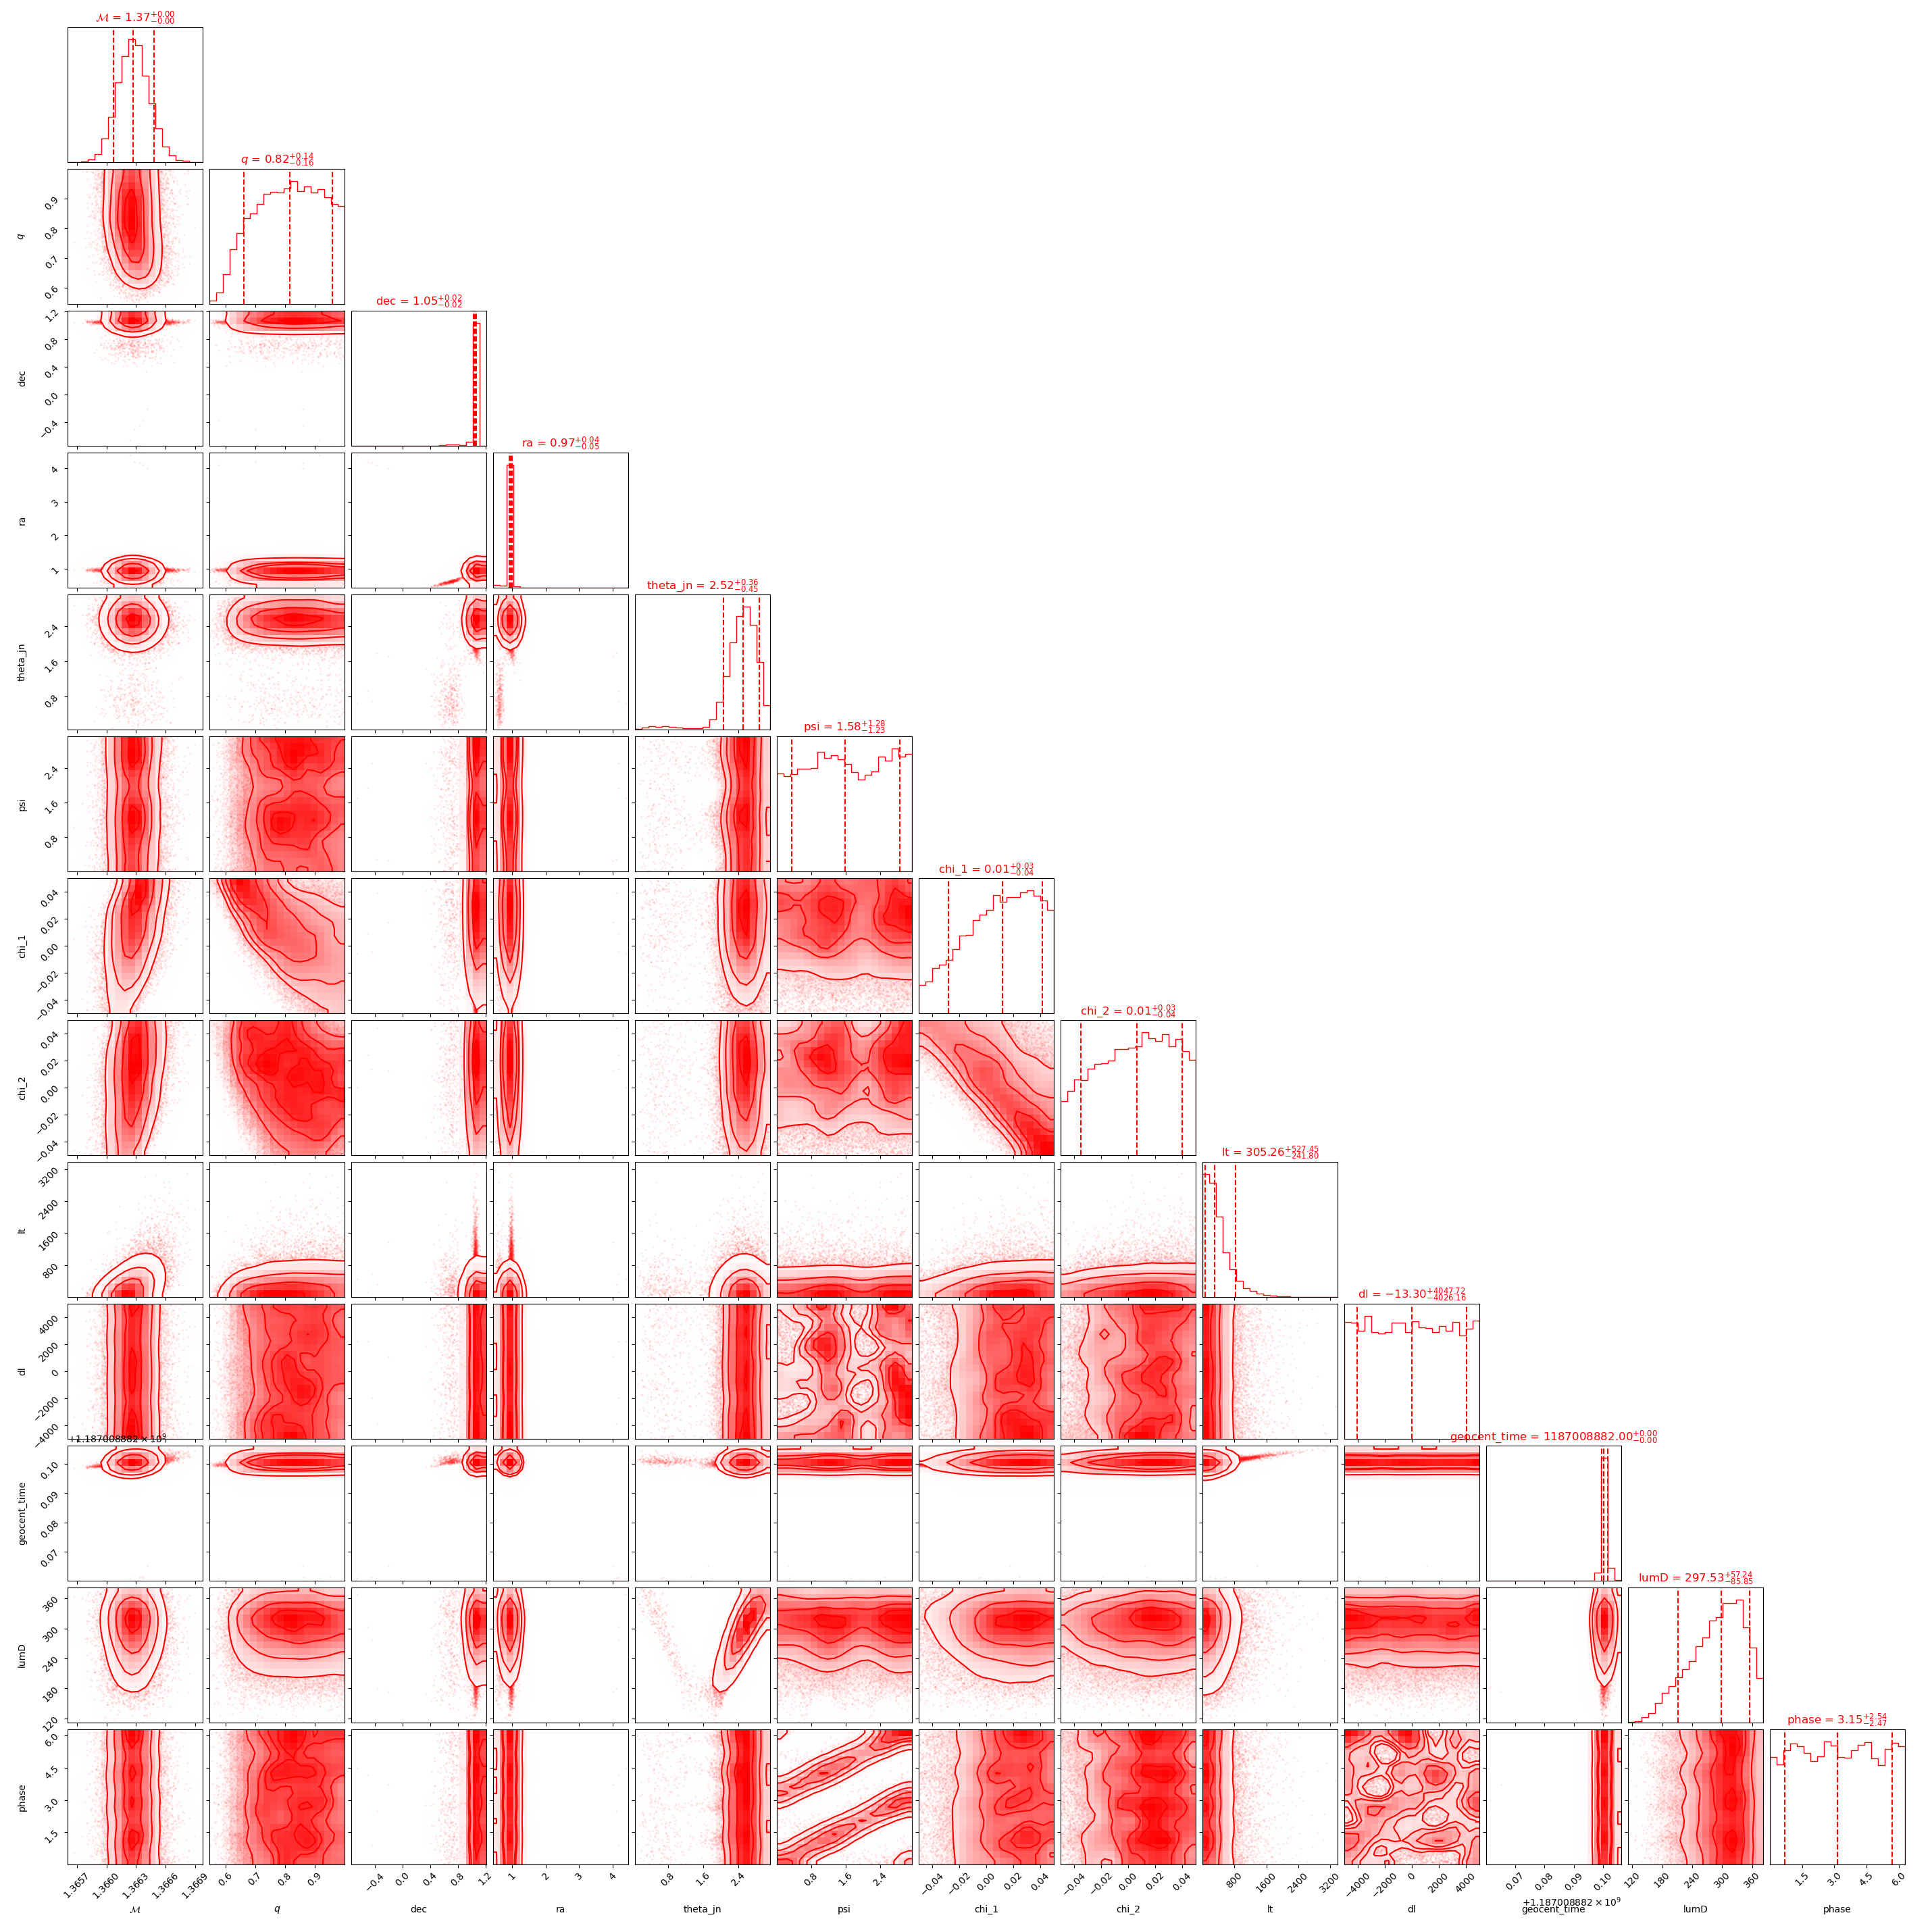 ℳ = 1.37+0.00 −0.00
q = 0.82+0.14 −0.16
0.9
0.8
0.7
0.6
q
dec = 1.05+0.02 −0.02
1.2
0.8
0.4
0.0
−0.4
dec
ra = 0.97+0.04 −0.05
4
3
2
1
ra
theta_jn = 2.52+0.36 −0.45
2.4
1.6
0.8
theta_jn
psi = 1.58+1.28 −1.23
2.4
1.6
0.8
psi
chi_1 = 0.01+0.03 −0.04
0.04
0.02
0.00
−0.02
−0.04
chi_1
chi_2 = 0.01+0.03 −0.04
0.04
0.02
0.00
−0.02
−0.04
chi_2
lt = 305.26+527.45 −241.80
3200
2400
1600
800
lt
dl = −13.30+4047.72 −4026.16
4000
2000
0
−2000
−4000
dl
+1.187008882 × 10⁹
geocent_time = 1187008882.00+0.00 −0.00
0.10
0.09
0.08
0.07
geocent_time
lumD = 297.53+57.24 −85.85
360
300
240
180
120
lumD
phase = 3.15+2.54 −2.47
6.0
4.5
3.0
1.5
phase
1.3657 1.3660 1.3663 1.3666 1.3669 0.6 0.7 0.8 0.9 −0.4 0.0 0.4 0.8 1.2 1 2 3 4 0.8 1.6 2.4 0.8 1.6 2.4 −0.04 −0.02 0.00 0.02 0.04 −0.04 −0.02 0.00 0.02 0.04 800 1600 2400 3200 −4000 −2000 0 2000 4000 0.07 0.08 0.09 0.10 120 180 240 300 360 1.5 3.0 4.5 6.0
+1.187008882 × 10⁹
ℳ q dec ra theta_jn psi chi_1 chi_2 lt dl geocent_time lumD phase